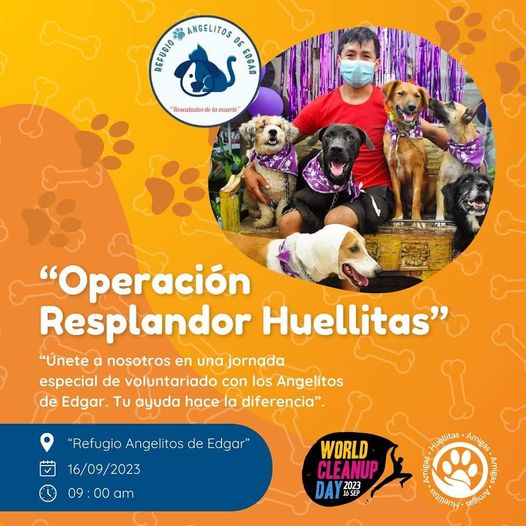 REFUGIO ANGELITOS DE EDGAR
"Rescatados de la muerte"
“Operación
Resplandor Huellitas”
“Únete a nosotros en una jornada
especial de voluntariado con los Angelitos
de Edgar. Tu ayuda hace la diferencia”.
“Refugio Angelitos de Edgar”
16/09/2023
09 : 00 am
WORLD
CLEANUP
DAY 2023
16 SEP
Huellitas • Amigas • Huellitas • Amigas • Amigas •